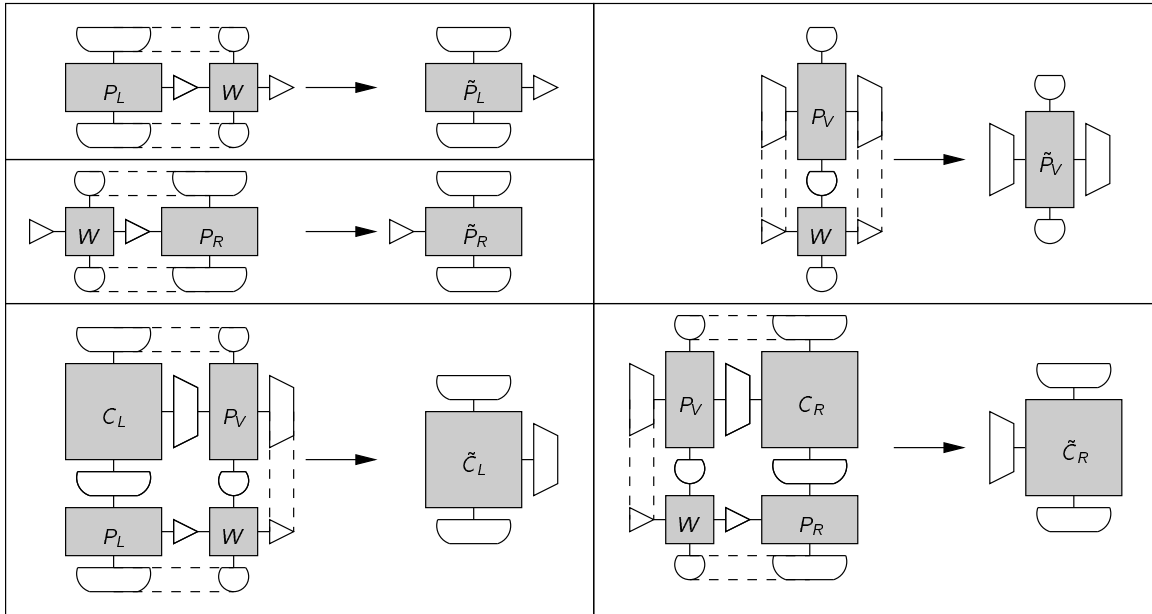 P_L W P̃_L
W P_R P̃_R
P_V W P̃_V
C_L P_V C̃_L
P_L W
P_V C_R C̃_R
W P_R